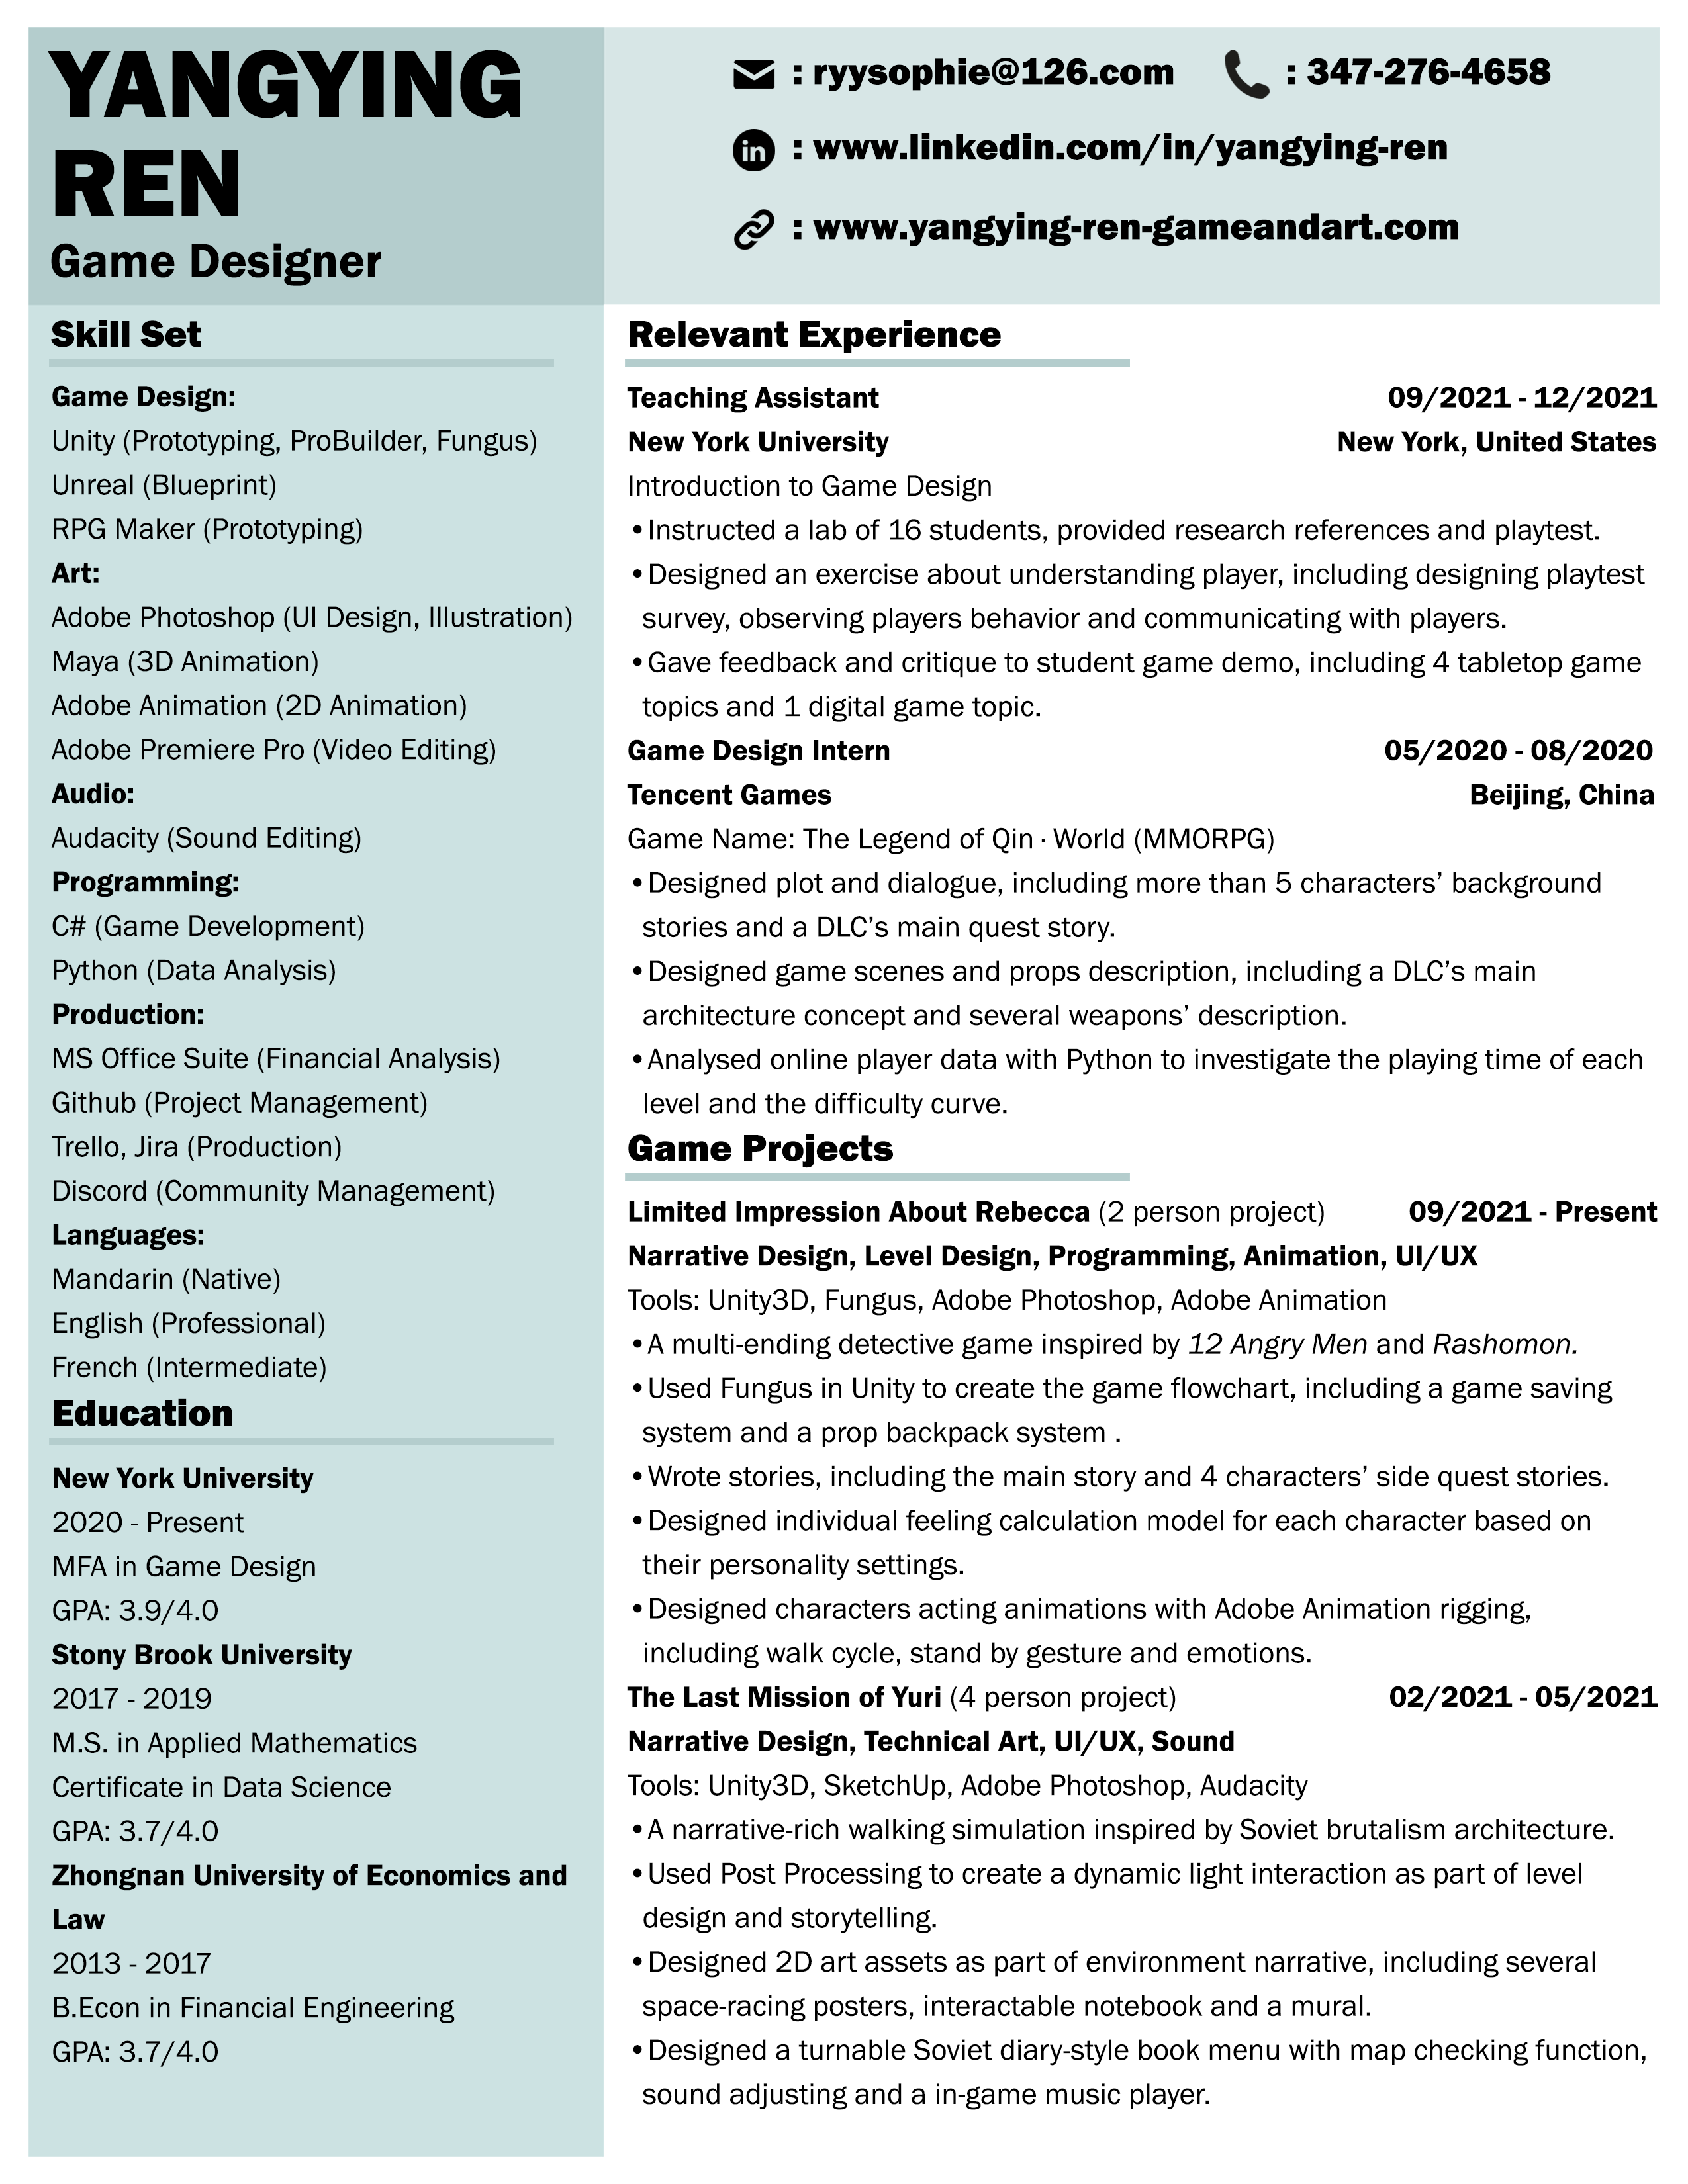 YANGYING
REN
Game Designer
: ryysophie@126.com
: 347-276-4658
: www.linkedin.com/in/yangying-ren
: www.yangying-ren-gameandart.com
Skill Set
Game Design:
Unity (Prototyping, ProBuilder, Fungus)
Unreal (Blueprint)
RPG Maker (Prototyping)
Art:
Adobe Photoshop (UI Design, Illustration)
Maya (3D Animation)
Adobe Animation (2D Animation)
Adobe Premiere Pro (Video Editing)
Audio:
Audacity (Sound Editing)
Programming:
C# (Game Development)
Python (Data Analysis)
Production:
MS Office Suite (Financial Analysis)
Github (Project Management)
Trello, Jira (Production)
Discord (Community Management)
Languages:
Mandarin (Native)
English (Professional)
French (Intermediate)
Education
New York University
2020 - Present
MFA in Game Design
GPA: 3.9/4.0
Stony Brook University
2017 - 2019
M.S. in Applied Mathematics
Certificate in Data Science
GPA: 3.7/4.0
Zhongnan University of Economics and
Law
2013 - 2017
B.Econ in Financial Engineering
GPA: 3.7/4.0
Relevant Experience
Teaching Assistant 09/2021 - 12/2021
New York University New York, United States
Introduction to Game Design
•Instructed a lab of 16 students, provided research references and playtest.
•Designed an exercise about understanding player, including designing playtest
survey, observing players behavior and communicating with players.
•Gave feedback and critique to student game demo, including 4 tabletop game
topics and 1 digital game topic.
Game Design Intern 05/2020 - 08/2020
Tencent Games Beijing, China
Game Name: The Legend of Qin · World (MMORPG)
•Designed plot and dialogue, including more than 5 characters’ background
stories and a DLC’s main quest story.
•Designed game scenes and props description, including a DLC’s main
architecture concept and several weapons’ description.
•Analysed online player data with Python to investigate the playing time of each
level and the difficulty curve.
Game Projects
Limited Impression About Rebecca (2 person project) 09/2021 - Present
Narrative Design, Level Design, Programming, Animation, UI/UX
Tools: Unity3D, Fungus, Adobe Photoshop, Adobe Animation
•A multi-ending detective game inspired by 12 Angry Men and Rashomon.
•Used Fungus in Unity to create the game flowchart, including a game saving
system and a prop backpack system .
•Wrote stories, including the main story and 4 characters’ side quest stories.
•Designed individual feeling calculation model for each character based on
their personality settings.
•Designed characters acting animations with Adobe Animation rigging,
including walk cycle, stand by gesture and emotions.
The Last Mission of Yuri (4 person project) 02/2021 - 05/2021
Narrative Design, Technical Art, UI/UX, Sound
Tools: Unity3D, SketchUp, Adobe Photoshop, Audacity
•A narrative-rich walking simulation inspired by Soviet brutalism architecture.
•Used Post Processing to create a dynamic light interaction as part of level
design and storytelling.
•Designed 2D art assets as part of environment narrative, including several
space-racing posters, interactable notebook and a mural.
•Designed a turnable Soviet diary-style book menu with map checking function,
sound adjusting and a in-game music player.